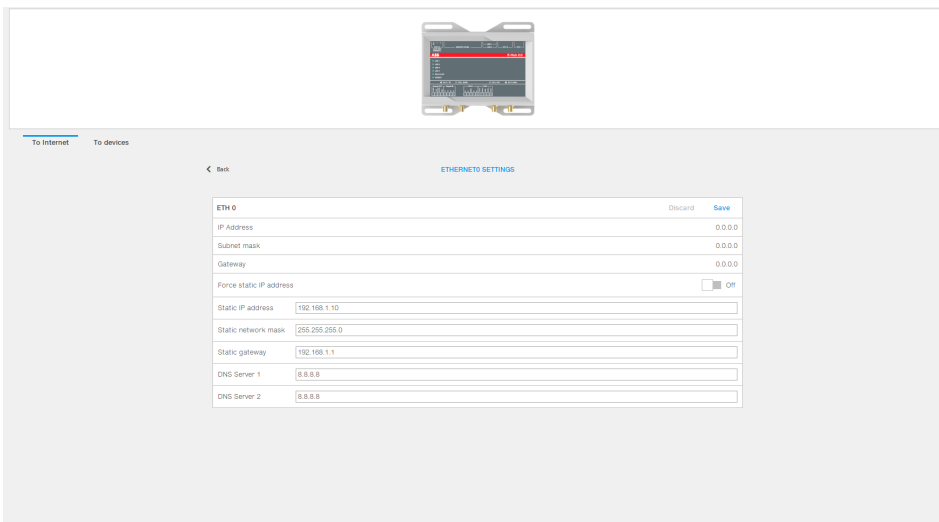 ABB
To Internet To devices
Back ETHERNET0 SETTINGS
ETH 0 Discard Save
IP Address 0.0.0.0
Subnet mask 0.0.0.0
Gateway 0.0.0.0
Force static IP address Off
Static IP address 192.168.1.10
Static network mask 255.255.255.0
Static gateway 192.168.1.1
DNS Server 1 8.8.8.8
DNS Server 2 8.8.8.8